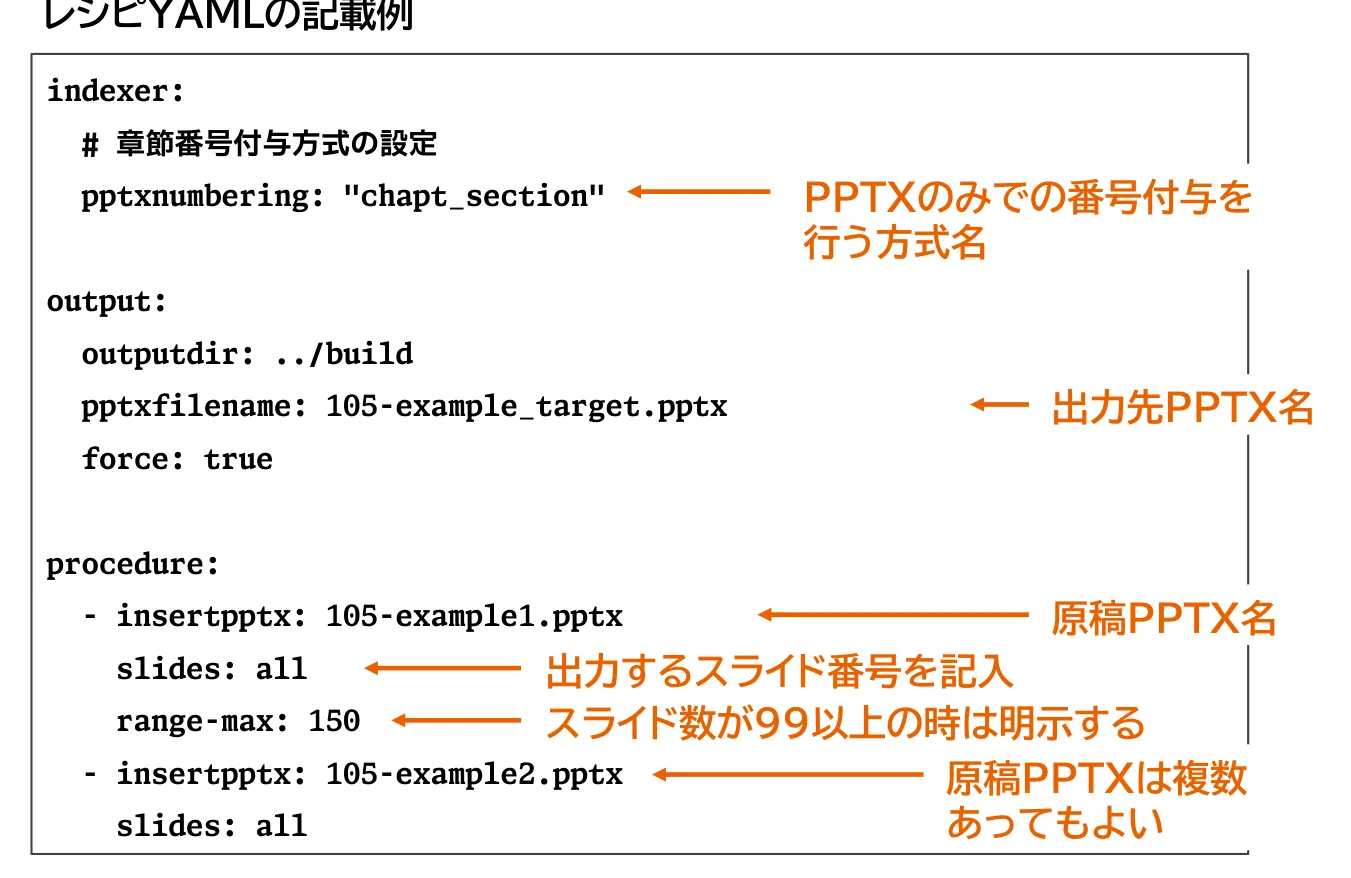 レシピYAMLの記載例
indexer:
# 章節番号付与方式の設定
pptxnumbering: "chapt_section"
PPTXのみでの番号付与を
行う方式名
output:
outputdir: ../build
pptxfilename: 105-example_target.pptx
出力先PPTX名
force: true
procedure:
- insertpptx: 105-example1.pptx
原稿PPTX名
slides: all
出力するスライド番号を記入
range-max: 150
スライド数が99以上の時は明示する
- insertpptx: 105-example2.pptx
原稿PPTXは複数
あってもよい
slides: all